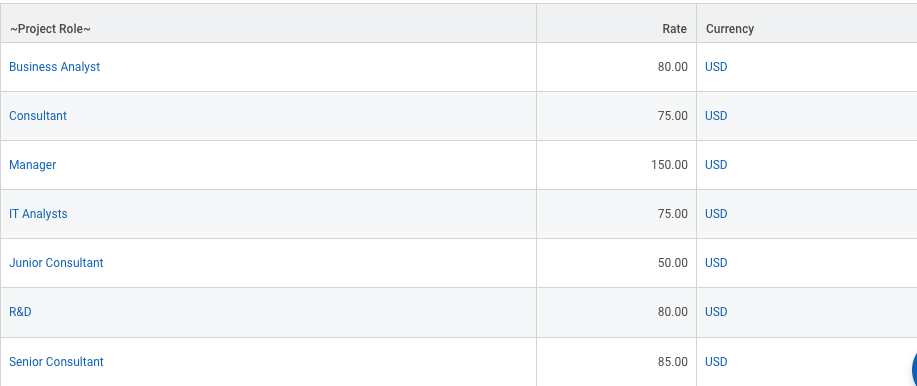 ~Project Role~ Rate Currency
Business Analyst 80.00 USD
Consultant 75.00 USD
Manager 150.00 USD
IT Analysts 75.00 USD
Junior Consultant 50.00 USD
R&D 80.00 USD
Senior Consultant 85.00 USD